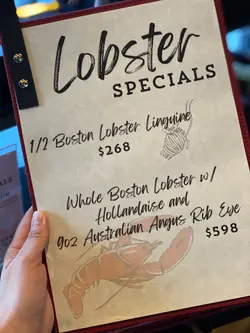 Lobster
SPECIALS
1/2 Boston Lobster Linguine
$268
Whole Boston Lobster w/
Hollandaise and
9oz Australian Angus Rib Eye
$598